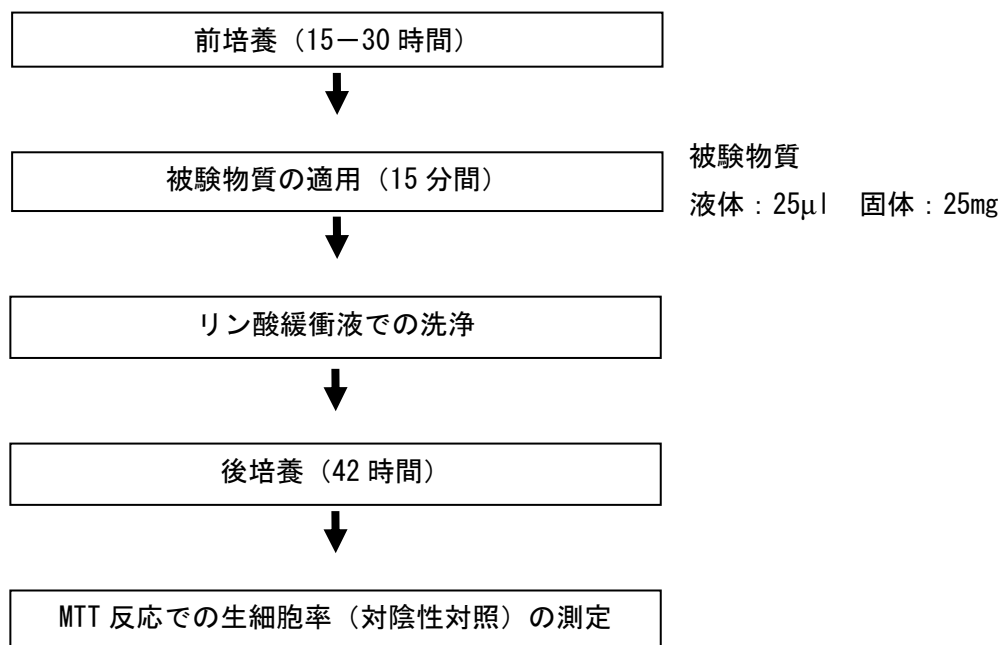 前培養（15－30 時間）
被験物質の適用（15 分間）
被験物質
液体：25μl　固体：25mg
リン酸緩衝液での洗浄
後培養（42 時間）
MTT 反応での生細胞率（対陰性対照）の測定